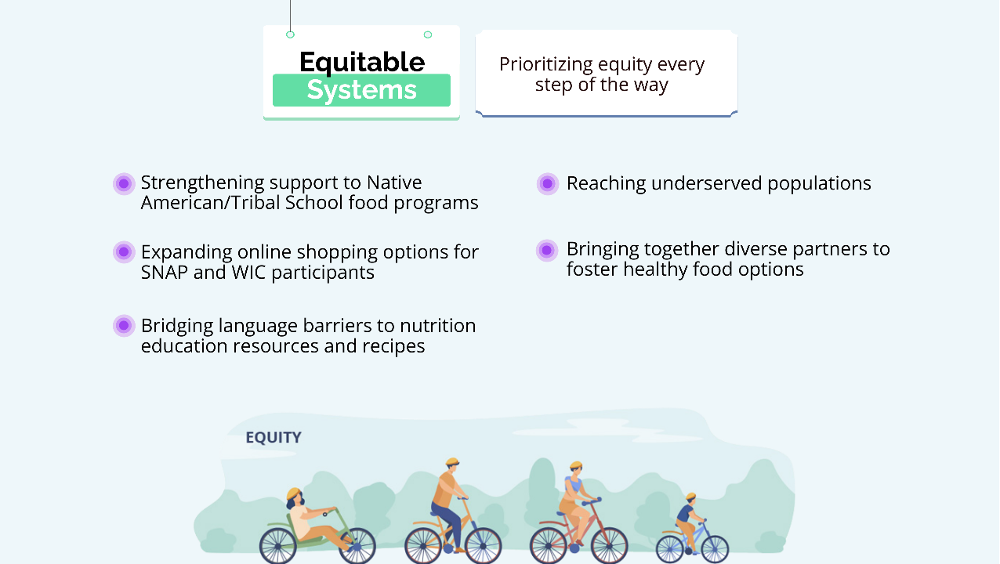 Equitable
Systems
Prioritizing equity every
step of the way
Strengthening support to Native
American/Tribal School food programs
Expanding online shopping options for
SNAP and WIC participants
Bridging language barriers to nutrition
education resources and recipes
Reaching underserved populations
Bringing together diverse partners to
foster healthy food options
EQUITY